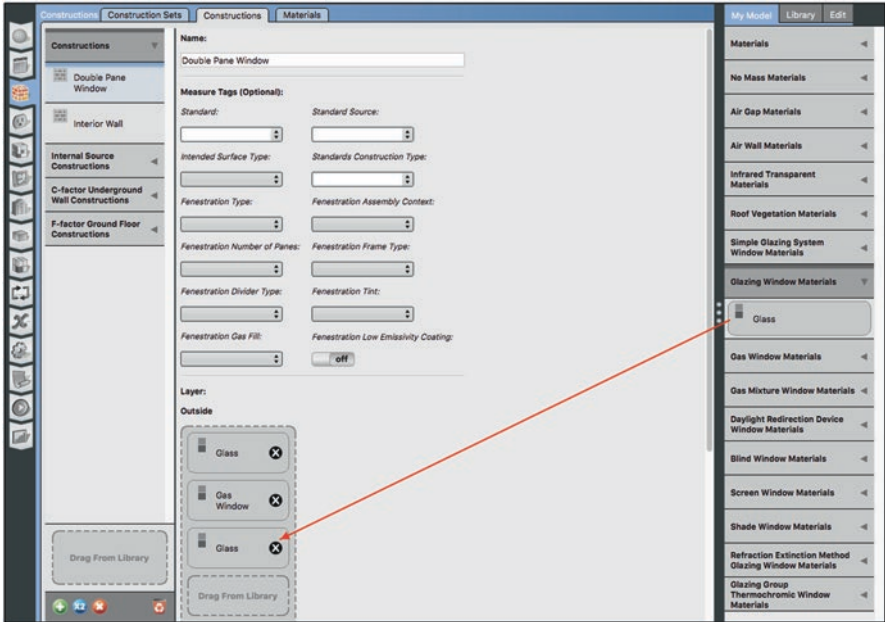 Constructions
Construction Sets
Constructions
Materials
My Model
Library
Edit
Constructions
Double Pane
Window
Interior Wall
Internal Source
Constructions
C-factor Underground
Wall Constructions
F-factor Ground Floor
Constructions
Drag From Library
x2
Name:
Double Pane Window
Measure Tags (Optional):
Standard:
Standard Source:
Intended Surface Type:
Standards Construction Type:
Fenestration Type:
Fenestration Assembly Context:
Fenestration Number of Panes:
Fenestration Frame Type:
Fenestration Divider Type:
Fenestration Tint:
Fenestration Gas Fill:
Fenestration Low Emissivity Coating:
off
Layer:
Outside
Glass
Gas
Window
Glass
Drag From Library
Materials
No Mass Materials
Air Gap Materials
Air Wall Materials
Infrared Transparent
Materials
Roof Vegetation Materials
Simple Glazing System
Window Materials
Glazing Window Materials
Glass
Gas Window Materials
Gas Mixture Window Materials
Daylight Redirection Device
Window Materials
Blind Window Materials
Screen Window Materials
Shade Window Materials
Refraction Extinction Method
Glazing Window Materials
Glazing Group
Thermochromic Window
Materials